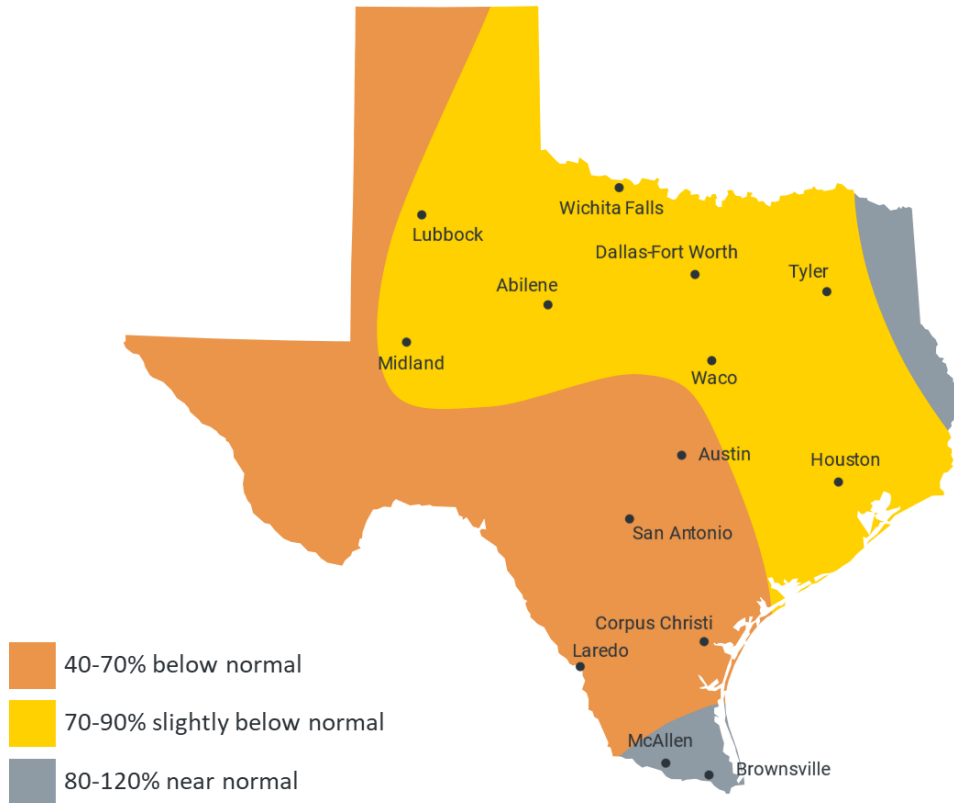 Wichita Falls
Lubbock
Dallas-Fort Worth
Tyler
Abilene
Midland
Waco
Austin
Houston
San Antonio
Corpus Christi
Laredo
40-70% below normal
70-90% slightly below normal
McAllen
Brownsville
80-120% near normal